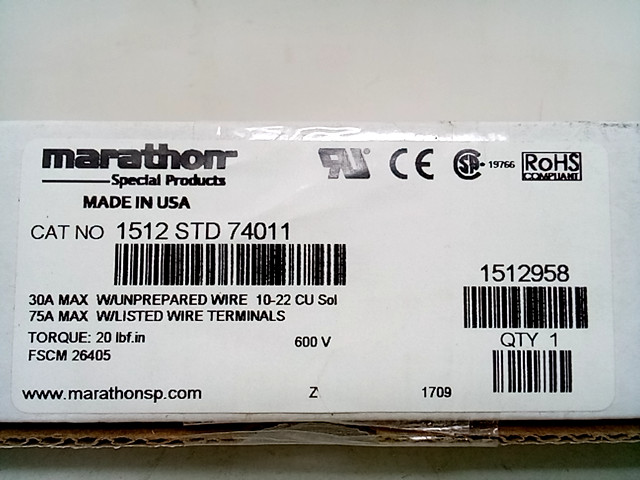 marathon
Special Products
MADE IN USA
CE
SP
19766
RoHS
COMPLIANT
CAT NO 1512 STD 74011
1512958
30A MAX W/UNPREPARED WIRE 10-22 CU Sol
75A MAX W/LISTED WIRE TERMINALS
TORQUE: 20 lbf.in
600 V
QTY 1
FSCM 26405
www.marathonsp.com
Z
1709